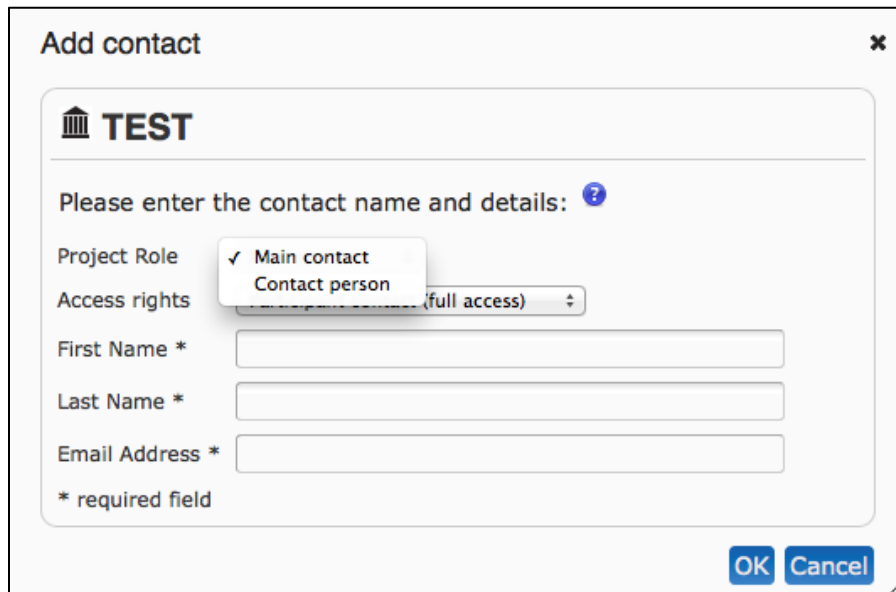 Add contact
TEST
Please enter the contact name and details: ?
Project Role ✓ Main contact
Contact person
Access rights (full access)
First Name *
Last Name *
Email Address *
* required field
OK Cancel